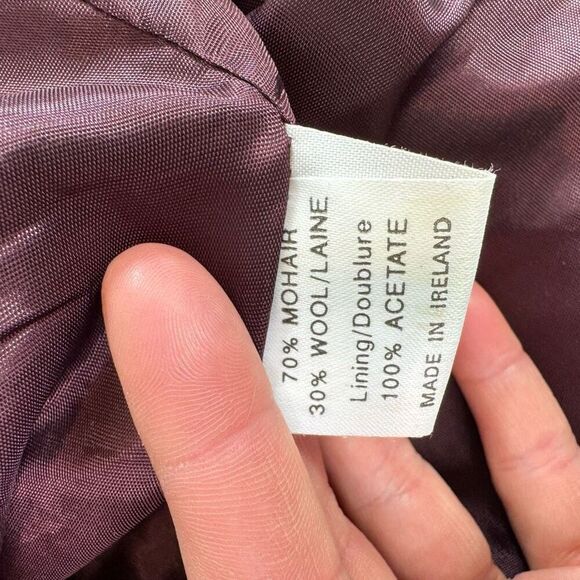 70% MOHAIR
30% WOOL/LAINE
Lining/Doublure
100% ACETATE
MADE IN IRELAND